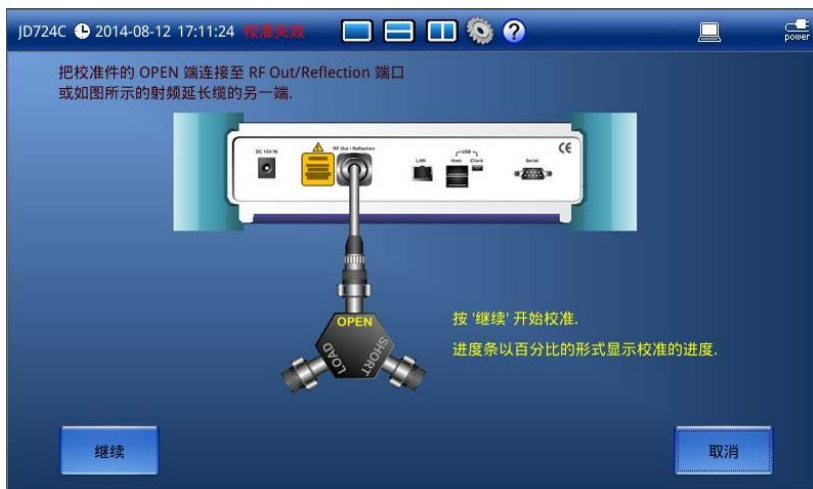 JD724C 2014-08-12 17:11:24 校准失败
power
把校准件的 OPEN 端连接至 RF Out/Reflection 端口
或如图所示的射频延长缆的另一端.
DC 15V IN
RF Out / Reflection
LAN
USB
Host Client
Serial
CE
OPEN
LOAD
SHORT
按 '继续' 开始校准.
进度条以百分比的形式显示校准的进度.
继续
取消